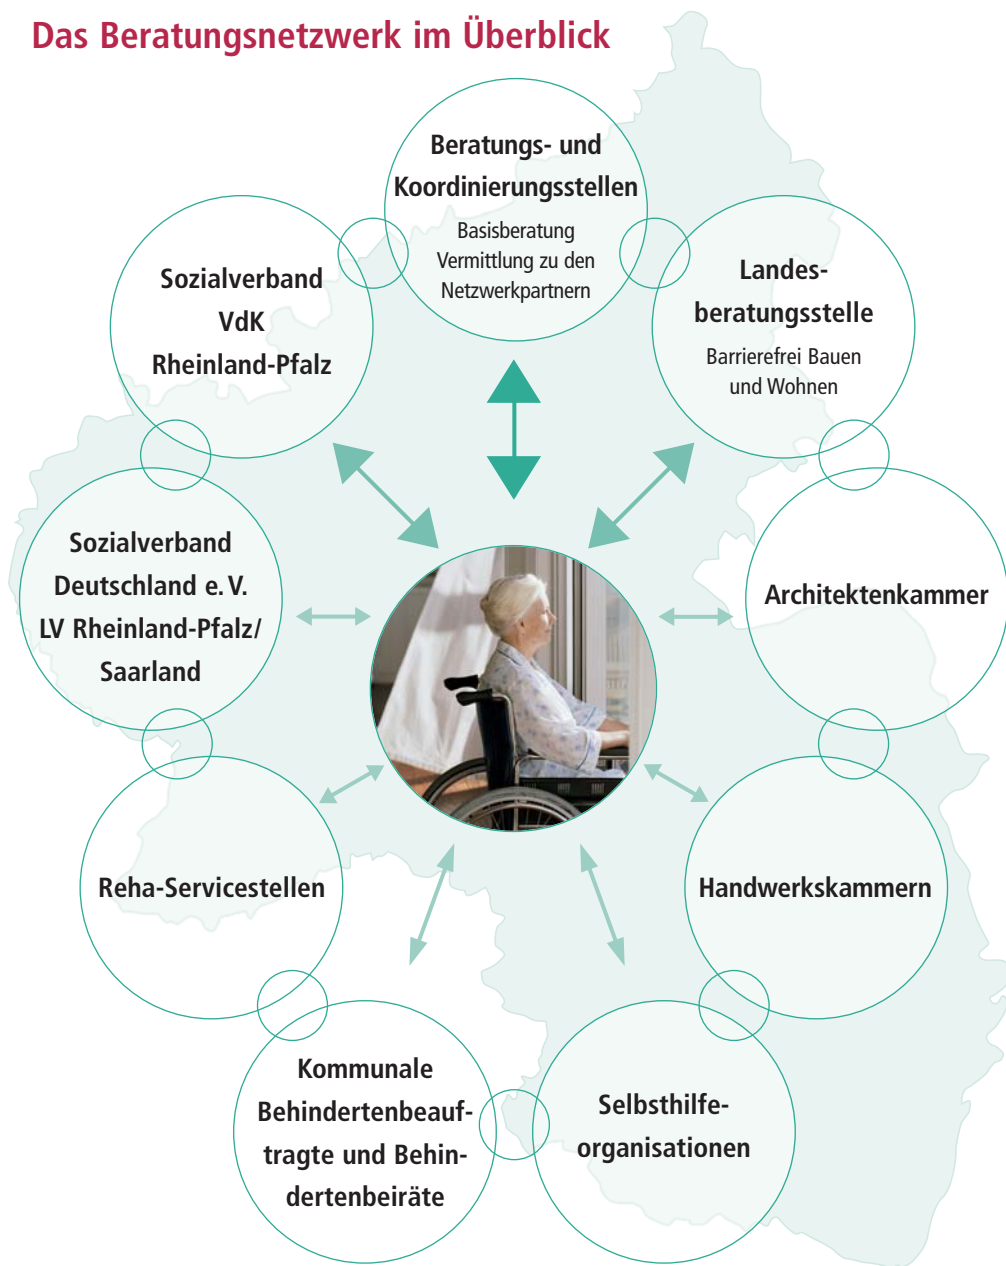 Das Beratungsnetzwerk im Überblick
Beratungs- und
Koordinierungsstellen
Basisberatung
Vermittlung zu den
Netzwerkpartnern
Landes-
beratungsstelle
Barrierefrei Bauen
und Wohnen
Architektenkammer
Handwerkskammern
Selbsthilfe-
organisationen
Kommunale
Behindertenbeauf-
tragte und Behin-
dertenbeiräte
Reha-Servicestellen
Sozialverband
Deutschland e. V.
LV Rheinland-Pfalz/
Saarland
Sozialverband
VdK
Rheinland-Pfalz